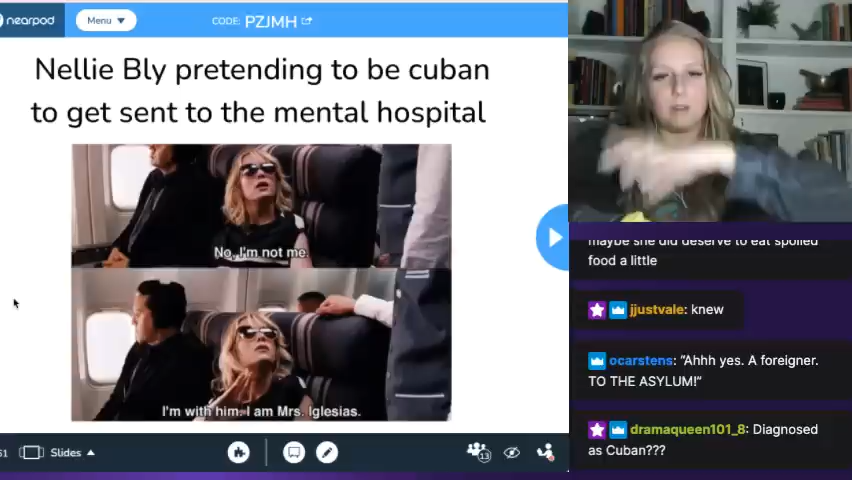 nearpod
Menu
CODE: PZJMH
Nellie Bly pretending to be cuban
to get sent to the mental hospital
No, I'm not me.
I'm with him. I am Mrs. Iglesias.
maybe she did deserve to eat spoiled
food a little
jjustvale: knew
ocarstens: "Ahhh yes. A foreigner.
TO THE ASYLUM!"
dramaqueen101_8: Diagnosed
as Cuban???
Slides
13